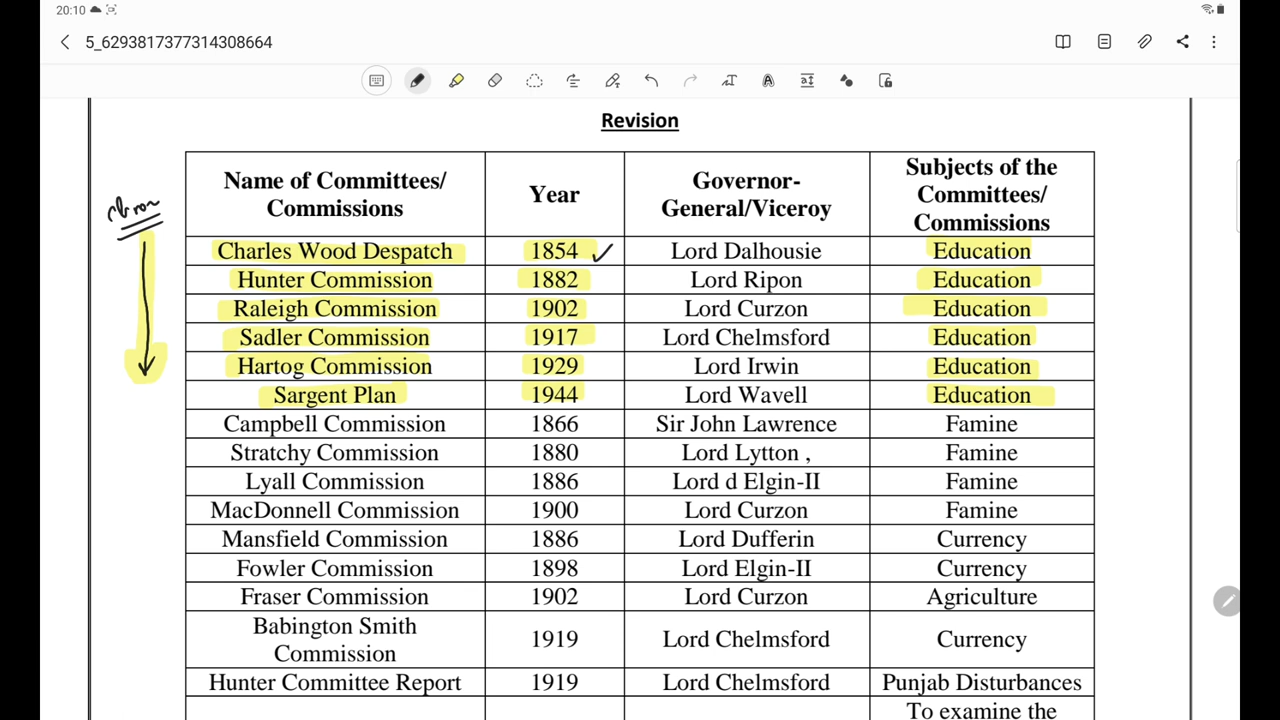 20:10
5_6293817377314308664
Revision
Name of Committees/ Commissions Year Governor-General/Viceroy Subjects of the Committees/ Commissions
Charles Wood Despatch 1854 Lord Dalhousie Education
Hunter Commission 1882 Lord Ripon Education
Raleigh Commission 1902 Lord Curzon Education
Sadler Commission 1917 Lord Chelmsford Education
Hartog Commission 1929 Lord Irwin Education
Sargent Plan 1944 Lord Wavell Education
Campbell Commission 1866 Sir John Lawrence Famine
Stratchy Commission 1880 Lord Lytton , Famine
Lyall Commission 1886 Lord d Elgin-II Famine
MacDonnell Commission 1900 Lord Curzon Famine
Mansfield Commission 1886 Lord Dufferin Currency
Fowler Commission 1898 Lord Elgin-II Currency
Fraser Commission 1902 Lord Curzon Agriculture
Babington Smith Commission 1919 Lord Chelmsford Currency
Hunter Committee Report 1919 Lord Chelmsford Punjab Disturbances
To examine the